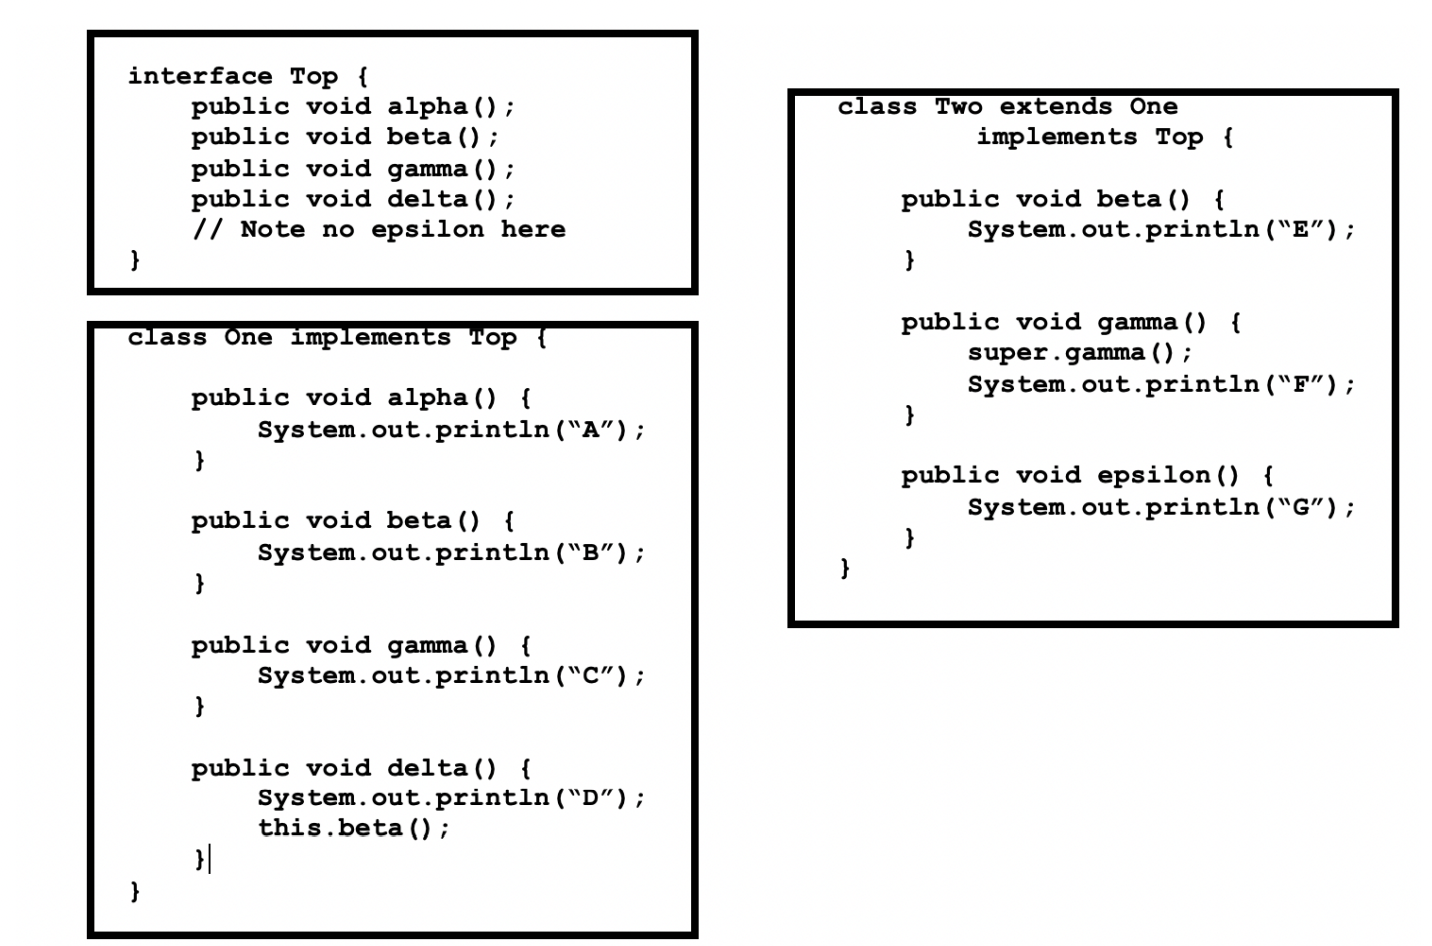 interface Top {
public void alpha();
public void beta();
public void gamma();
public void delta();
// Note no epsilon here
}
class One implements Top {
public void alpha() {
System.out.println(“A”);
}
public void beta() {
System.out.println(“B”);
}
public void gamma() {
System.out.println(“C”);
}
public void delta() {
System.out.println(“D”);
this.beta();
}
}
class Two extends One
implements Top {
public void beta() {
System.out.println(“E”);
}
public void gamma() {
super.gamma();
System.out.println(“F”);
}
public void epsilon() {
System.out.println(“G”);
}
}